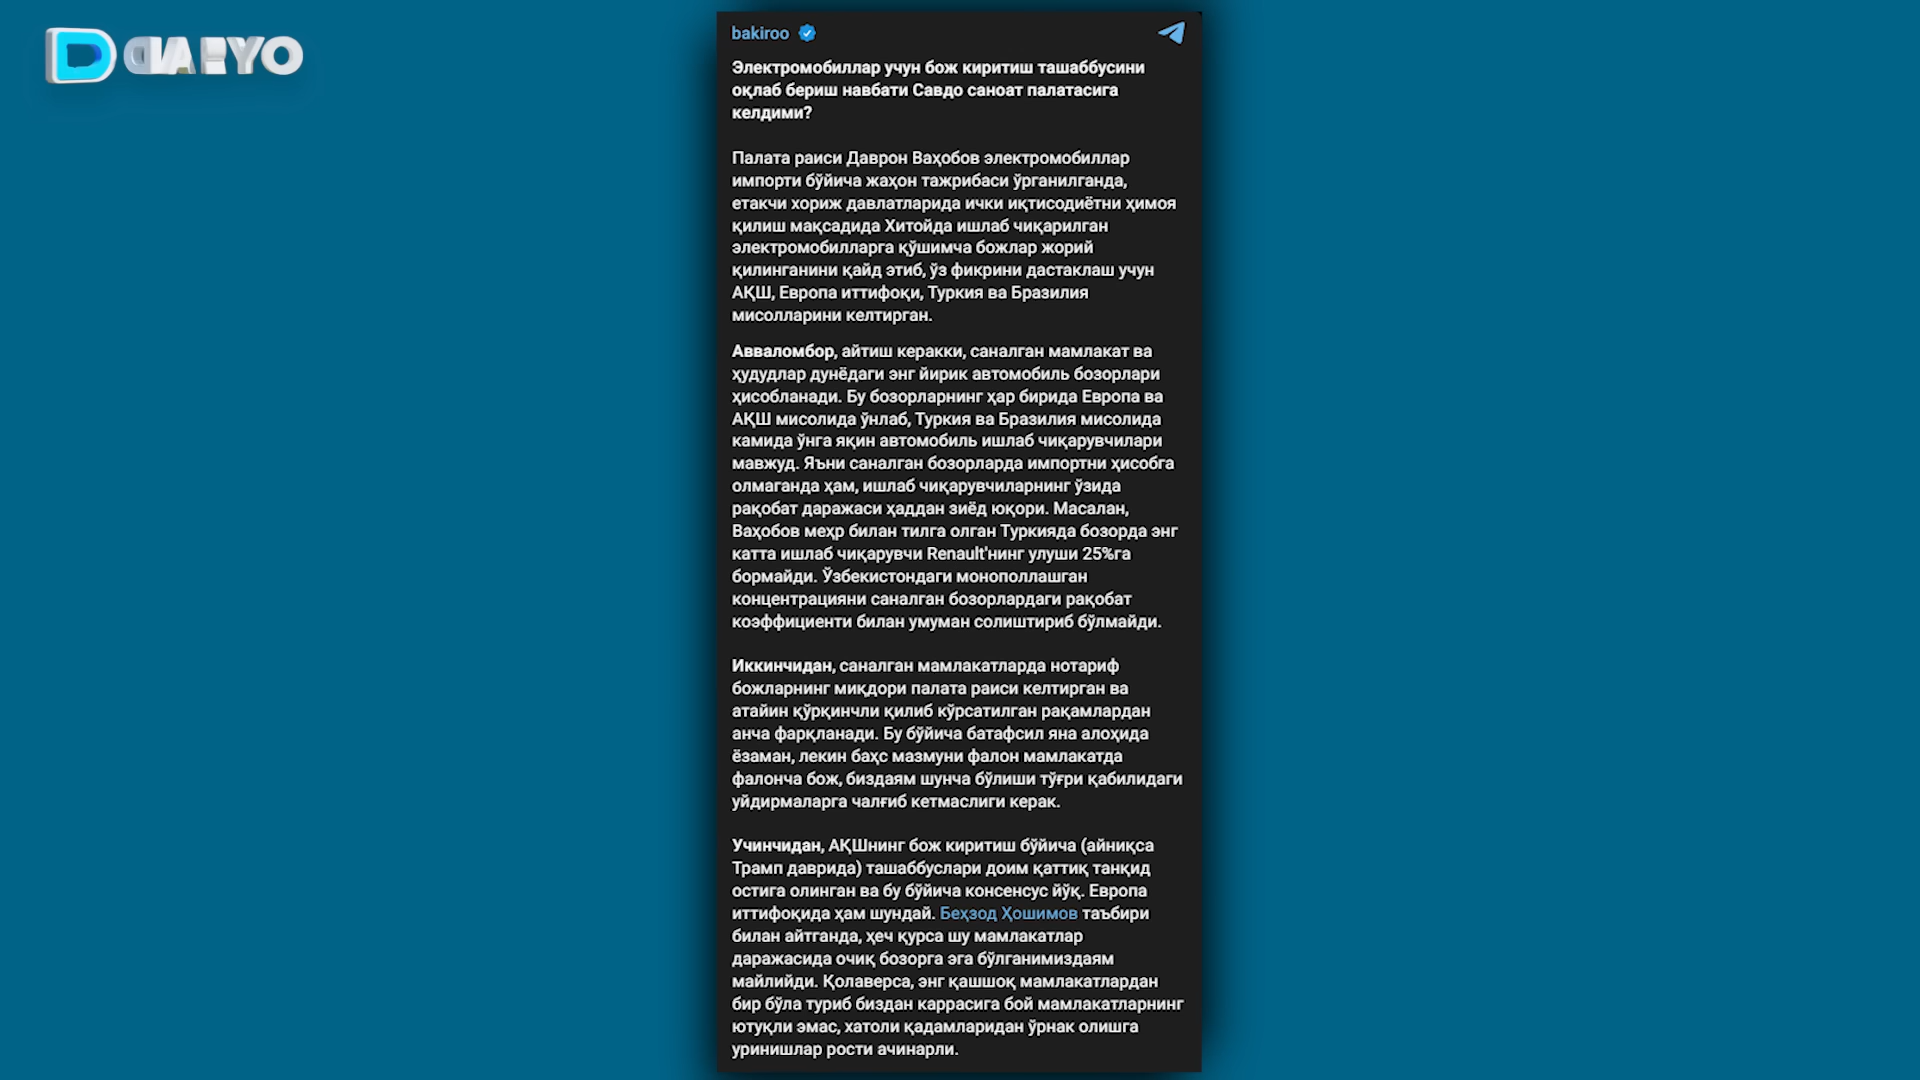 DARYO
bakiroo
Электромобиллар учун бож киритиш ташаббусини
оқлаб бериш навбати Савдо саноат палатасига
келдими?
Палата раиси Даврон Ваҳобов электромобиллар
импорти бўйича жаҳон тажрибаси ўрганилганда,
етакчи хориж давлатларида ички иқтисодиётни ҳимоя
қилиш мақсадида Хитойда ишлаб чиқарилган
электромобилларга қўшимча божлар жорий
қилинганини қайд этиб, ўз фикрини дастаклаш учун
АҚШ, Европа иттифоқи, Туркия ва Бразилия
мисолларини келтирган.
Авваломбор, айтиш керакки, саналган мамлакат ва
ҳудудлар дунёдаги энг йирик автомобиль бозорлари
ҳисобланади. Бу бозорларнинг ҳар бирида Европа ва
АҚШ мисолида ўнлаб, Туркия ва Бразилия мисолида
камида ўнга яқин автомобиль ишлаб чиқарувчилари
мавжуд. Яъни саналган бозорларда импортни ҳисобга
олмаганда ҳам, ишлаб чиқарувчиларнинг ўзида
рақобат даражаси ҳаддан зиёд юқори. Масалан,
Ваҳобов меҳр билан тилга олган Туркияда бозорда энг
катта ишлаб чиқарувчи Renault'нинг улуши 25%га
бормайди. Ўзбекистондаги монополлашган
концентрацияни саналган бозорлардаги рақобат
коэффициенти билан умуман солиштириб бўлмайди.
Иккинчидан, саналган мамлакатларда нотариф
божларнинг миқдори палата раиси келтирган ва
атайин қўрқинчли қилиб кўрсатилган рақамлардан
анча фарқланади. Бу бўйича батафсил яна алоҳида
ёзаман, лекин баҳс мазмуни фалон мамлакатда
фалонча бож, биздаям шунча бўлиши тўғри қабилидаги
уйдирмаларга чалғиб кетмаслиги керак.
Учинчидан, АҚШнинг бож киритиш бўйича (айниқса
Трамп даврида) ташаббуслари доим қаттиқ танқид
остига олинган ва бу бўйича консенсус йўқ. Европа
иттифоқида ҳам шундай. Беҳзод Ҳошимов таъбири
билан айтганда, ҳеч қурса шу мамлакатлар
даражасида очиқ бозорга эга бўлганимиздаям
майлийди. Қолаверса, энг қашшоқ мамлакатлардан
бир бўла туриб биздан каррасига бой мамлакатларнинг
ютуқли эмас, хатоли қадамларидан ўрнак олишга
уринишлар рости ачинарли.